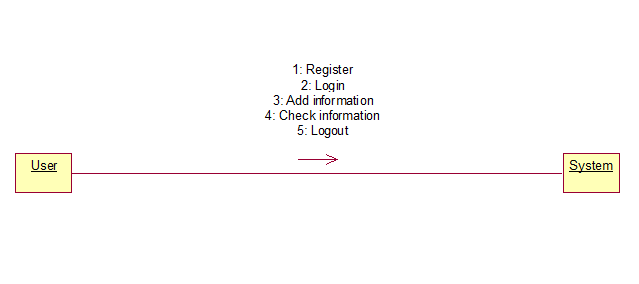 1: Register
2: Login
3: Add information
4: Check information
5: Logout
User
System